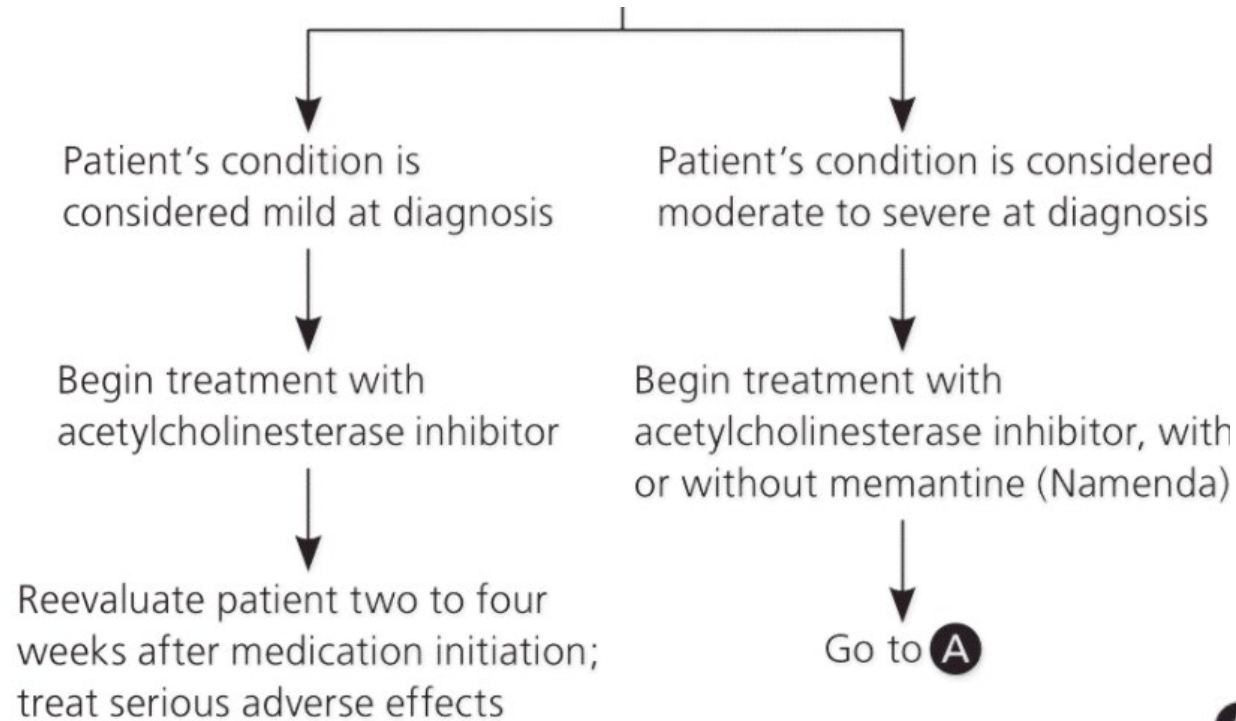 Patient’s condition is
considered mild at diagnosis
Patient’s condition is considered
moderate to severe at diagnosis
Begin treatment with
acetylcholinesterase inhibitor
Begin treatment with
acetylcholinesterase inhibitor, with
or without memantine (Namenda)
Reevaluate patient two to four
weeks after medication initiation;
treat serious adverse effects
Go to A